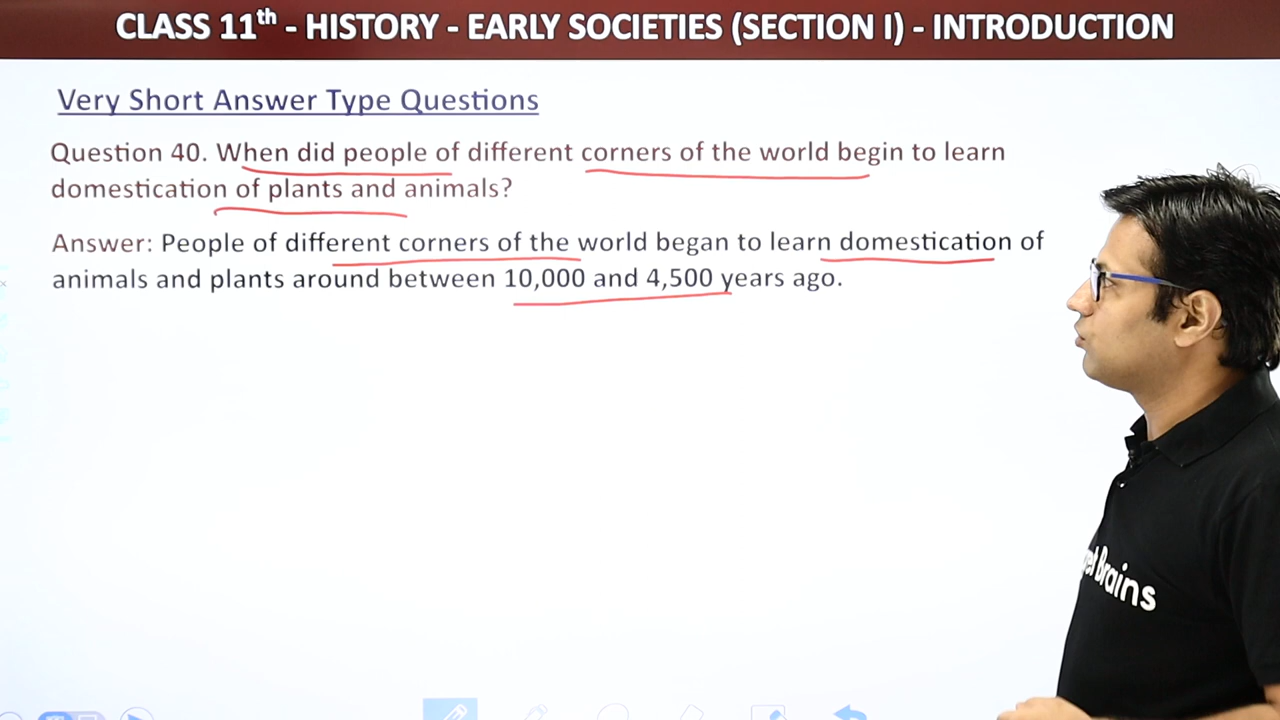 CLASS 11th - HISTORY - EARLY SOCIETIES (SECTION I) - INTRODUCTION
Very Short Answer Type Questions
Question 40. When did people of different corners of the world begin to learn
domestication of plants and animals?
Answer: People of different corners of the world began to learn domestication of
animals and plants around between 10,000 and 4,500 years ago.
Brains